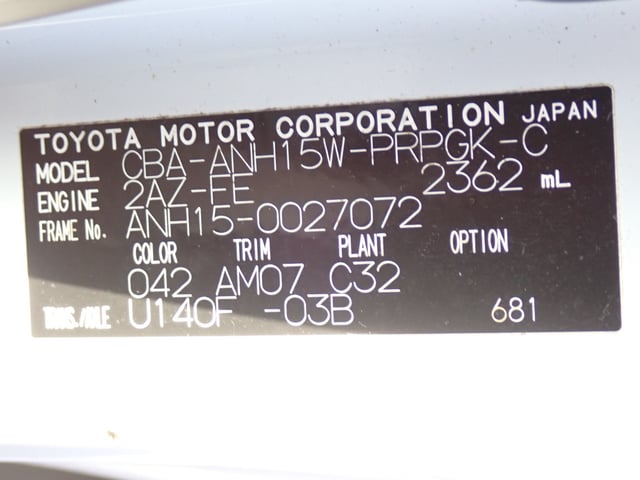 TOYOTA MOTOR CORPORATION JAPAN
MODEL CBA-ANH15W-PRPGK-C
ENGINE 2AZ-FE 2362 mL
FRAME No. ANH15-0027072
COLOR TRIM PLANT OPTION
042 AM07 C32
TRANS./AXLE U140F -03B 681